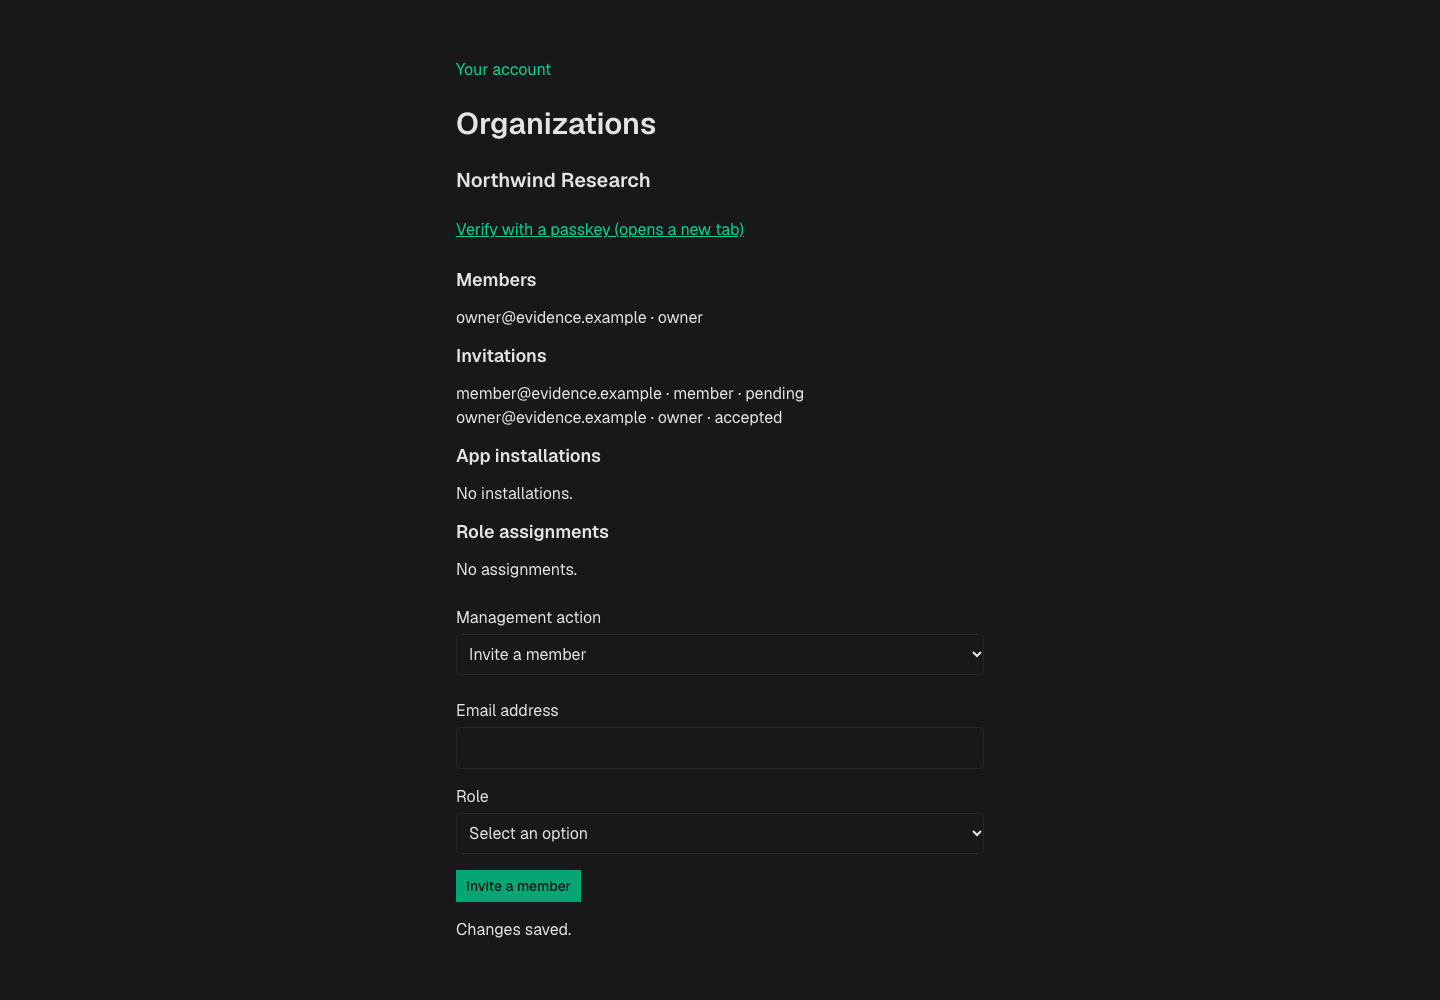 Your account
Organizations
Northwind Research
Verify with a passkey (opens a new tab)
Members
owner@evidence.example · owner
Invitations
member@evidence.example · member · pending
owner@evidence.example · owner · accepted
App installations
No installations.
Role assignments
No assignments.
Management action
Invite a member
Email address
Role
Select an option
Invite a member
Changes saved.